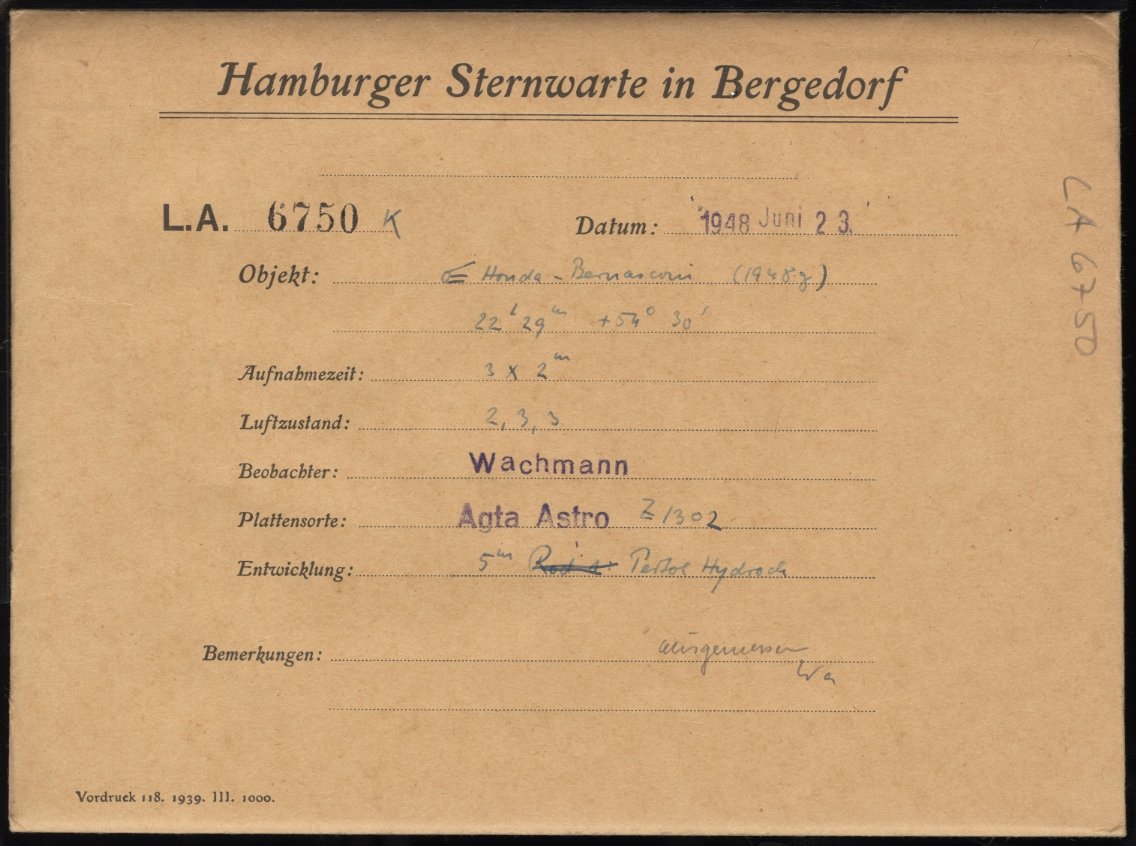 Hamburger Sternwarte in Bergedorf
L.A. 6750 K Datum: 1948 Juni 23.
Objekt: Honda - Bernasconi (1948g)
22h 29m +54° 30'
Aufnahmezeit: 3 x 2m
Luftzustand: 2, 3, 3
Beobachter: Wachmann
Plattensorte: Agfa Astro Z 1302
Entwicklung: 5m Perhol Hydroch
Bemerkungen: ausgemessen
Wa
Vordruck 118. 1939. III. 1000.
LA 6750